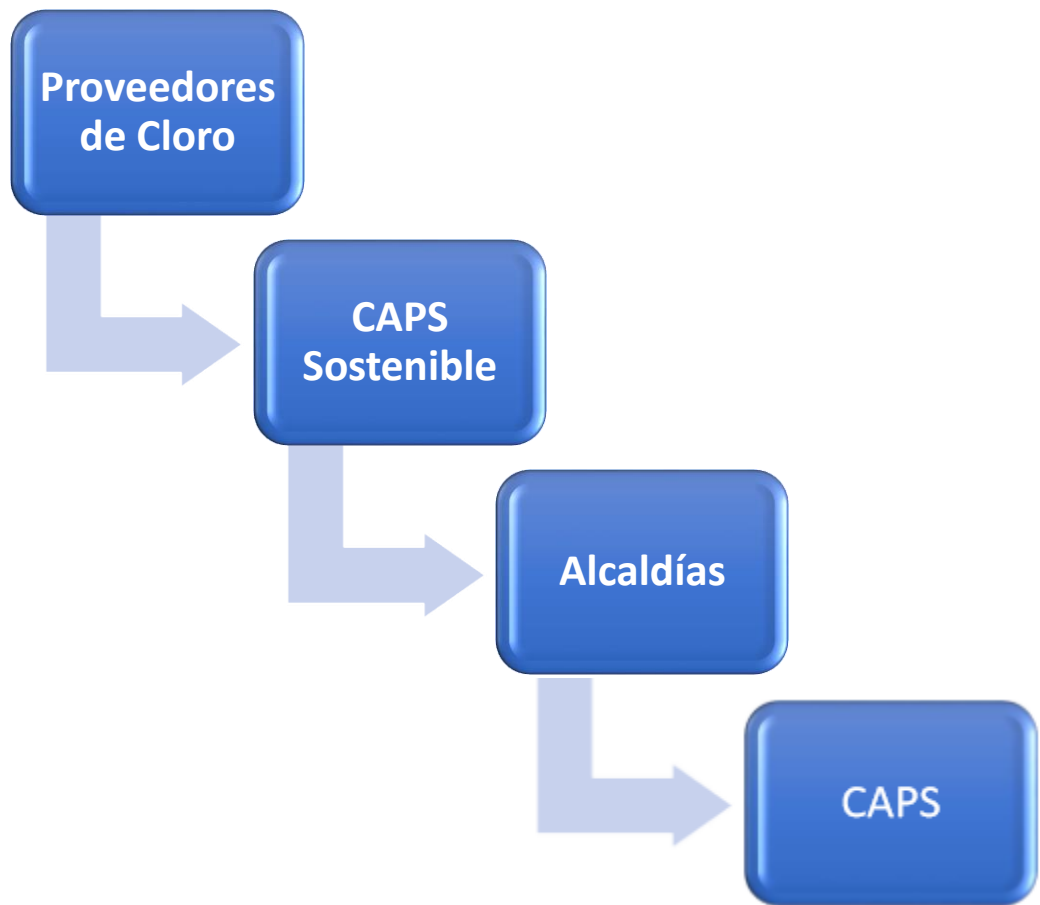 Proveedores
de Cloro
CAPS
Sostenible
Alcaldías
CAPS